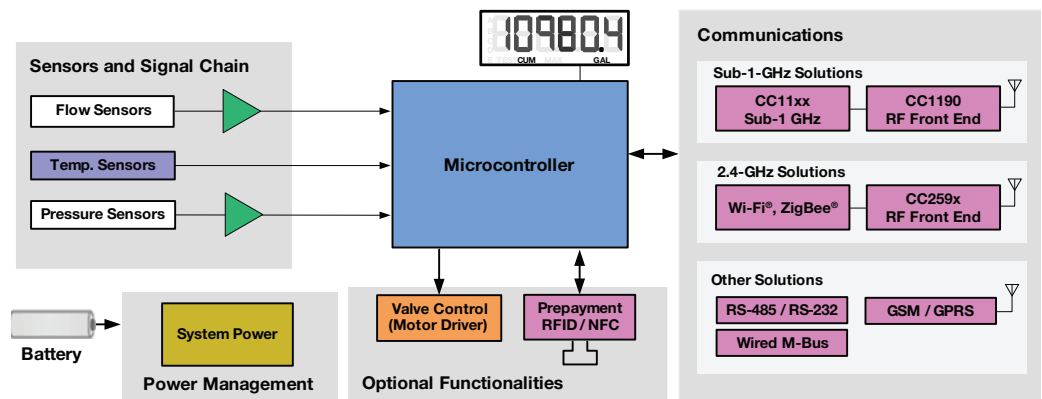 10980.4
TEST CUM MAX GAL
Sensors and Signal Chain
Flow Sensors
Temp. Sensors
Pressure Sensors
Microcontroller
Communications
Sub-1-GHz Solutions
CC11xx
Sub-1 GHz
CC1190
RF Front End
2.4-GHz Solutions
Wi-Fi®, ZigBee®
CC259x
RF Front End
Other Solutions
RS-485 / RS-232
GSM / GPRS
Wired M-Bus
Battery
System Power
Power Management
Valve Control
(Motor Driver)
Prepayment
RFID / NFC
Optional Functionalities